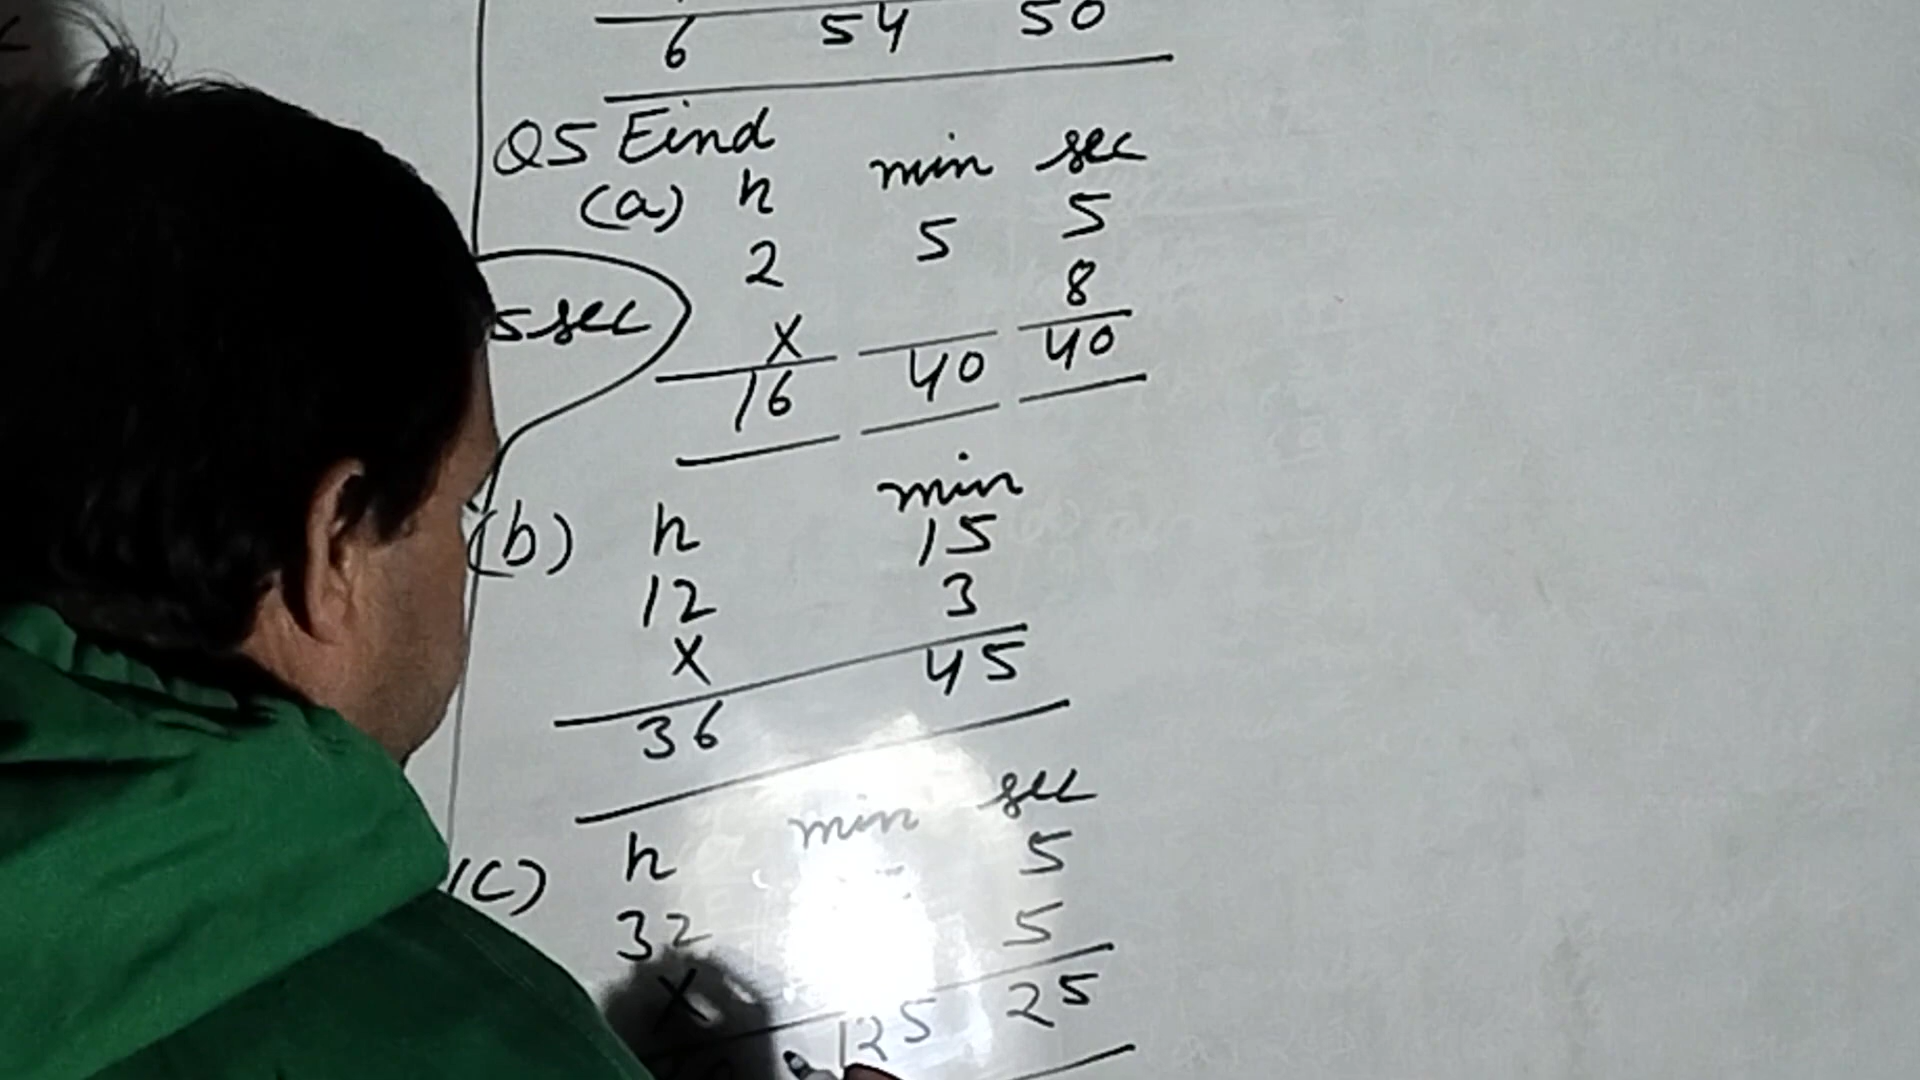 6 54 50
Q5 Find
(a) h min sec
2 5 5
x 8
16 40 40
5 sec
(b) h min
12 15
x 3
36 45
(c) h min sec
32 5
x 5
125 25